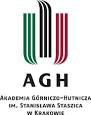 AGH
AKADEMIA GÓRNICZO-HUTNICZA
IM. STANISŁAWA STASZICA
W KRAKOWIE